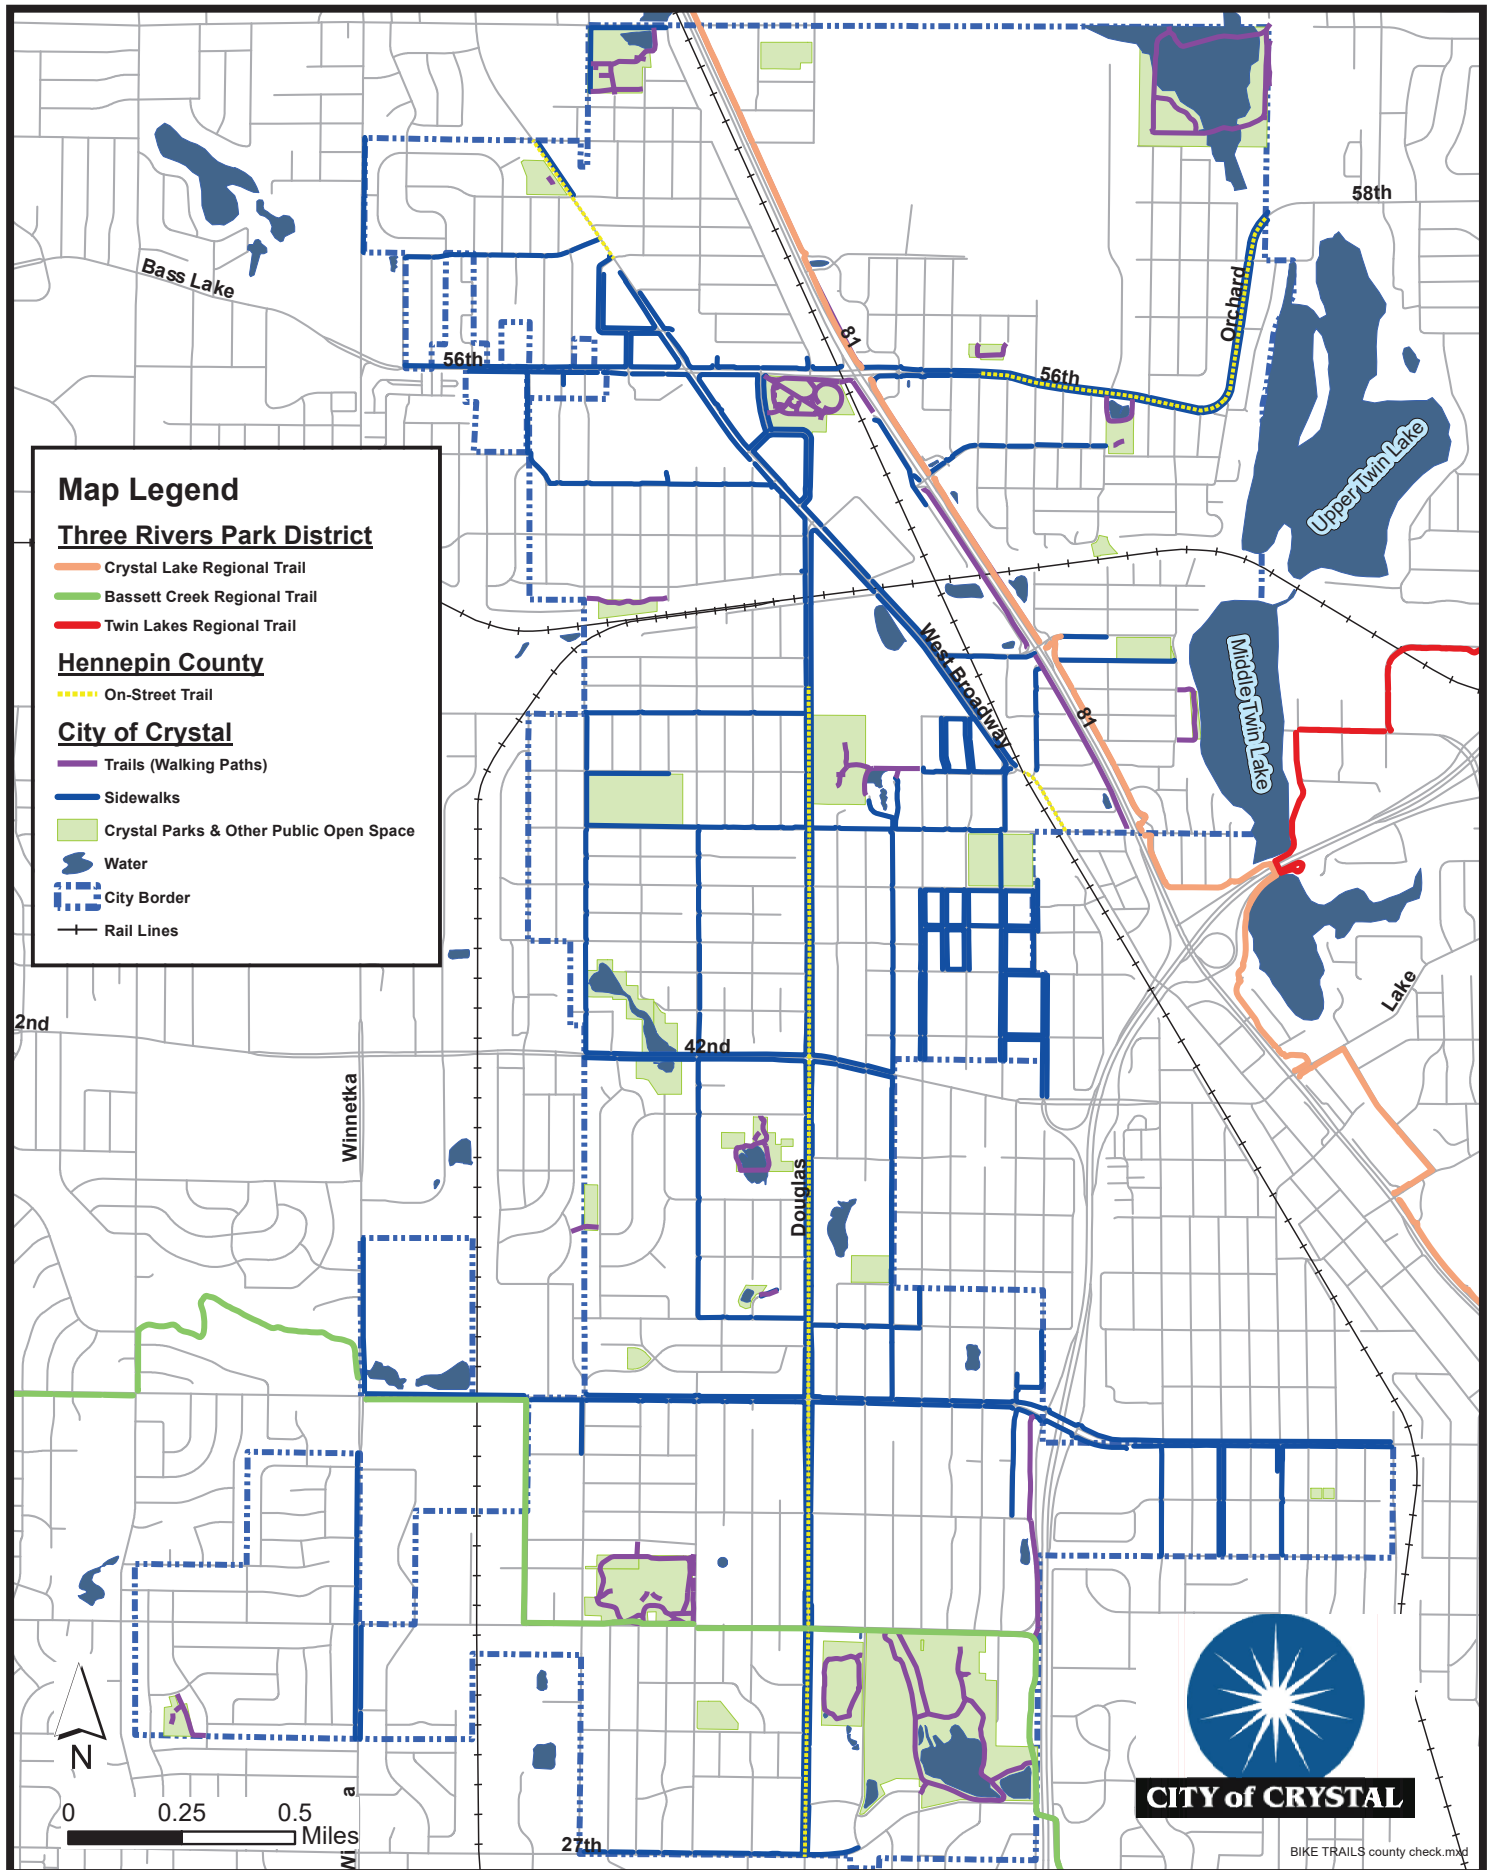 58th
Bass Lake
Orchard
81
56th
56th
Upper Twin Lake
Map Legend
Three Rivers Park District
Crystal Lake Regional Trail
Bassett Creek Regional Trail
Twin Lakes Regional Trail
Hennepin County
On-Street Trail
City of Crystal
Trails (Walking Paths)
Sidewalks
Crystal Parks & Other Public Open Space
Water
City Border
Rail Lines
West Broadway
Middle Twin Lake
81
Lake
2nd
42nd
Winnetka
Douglas
N
0 0.25 0.5
Miles
Wi a
27th
CITY of CRYSTAL
BIKE TRAILS county check.mxd